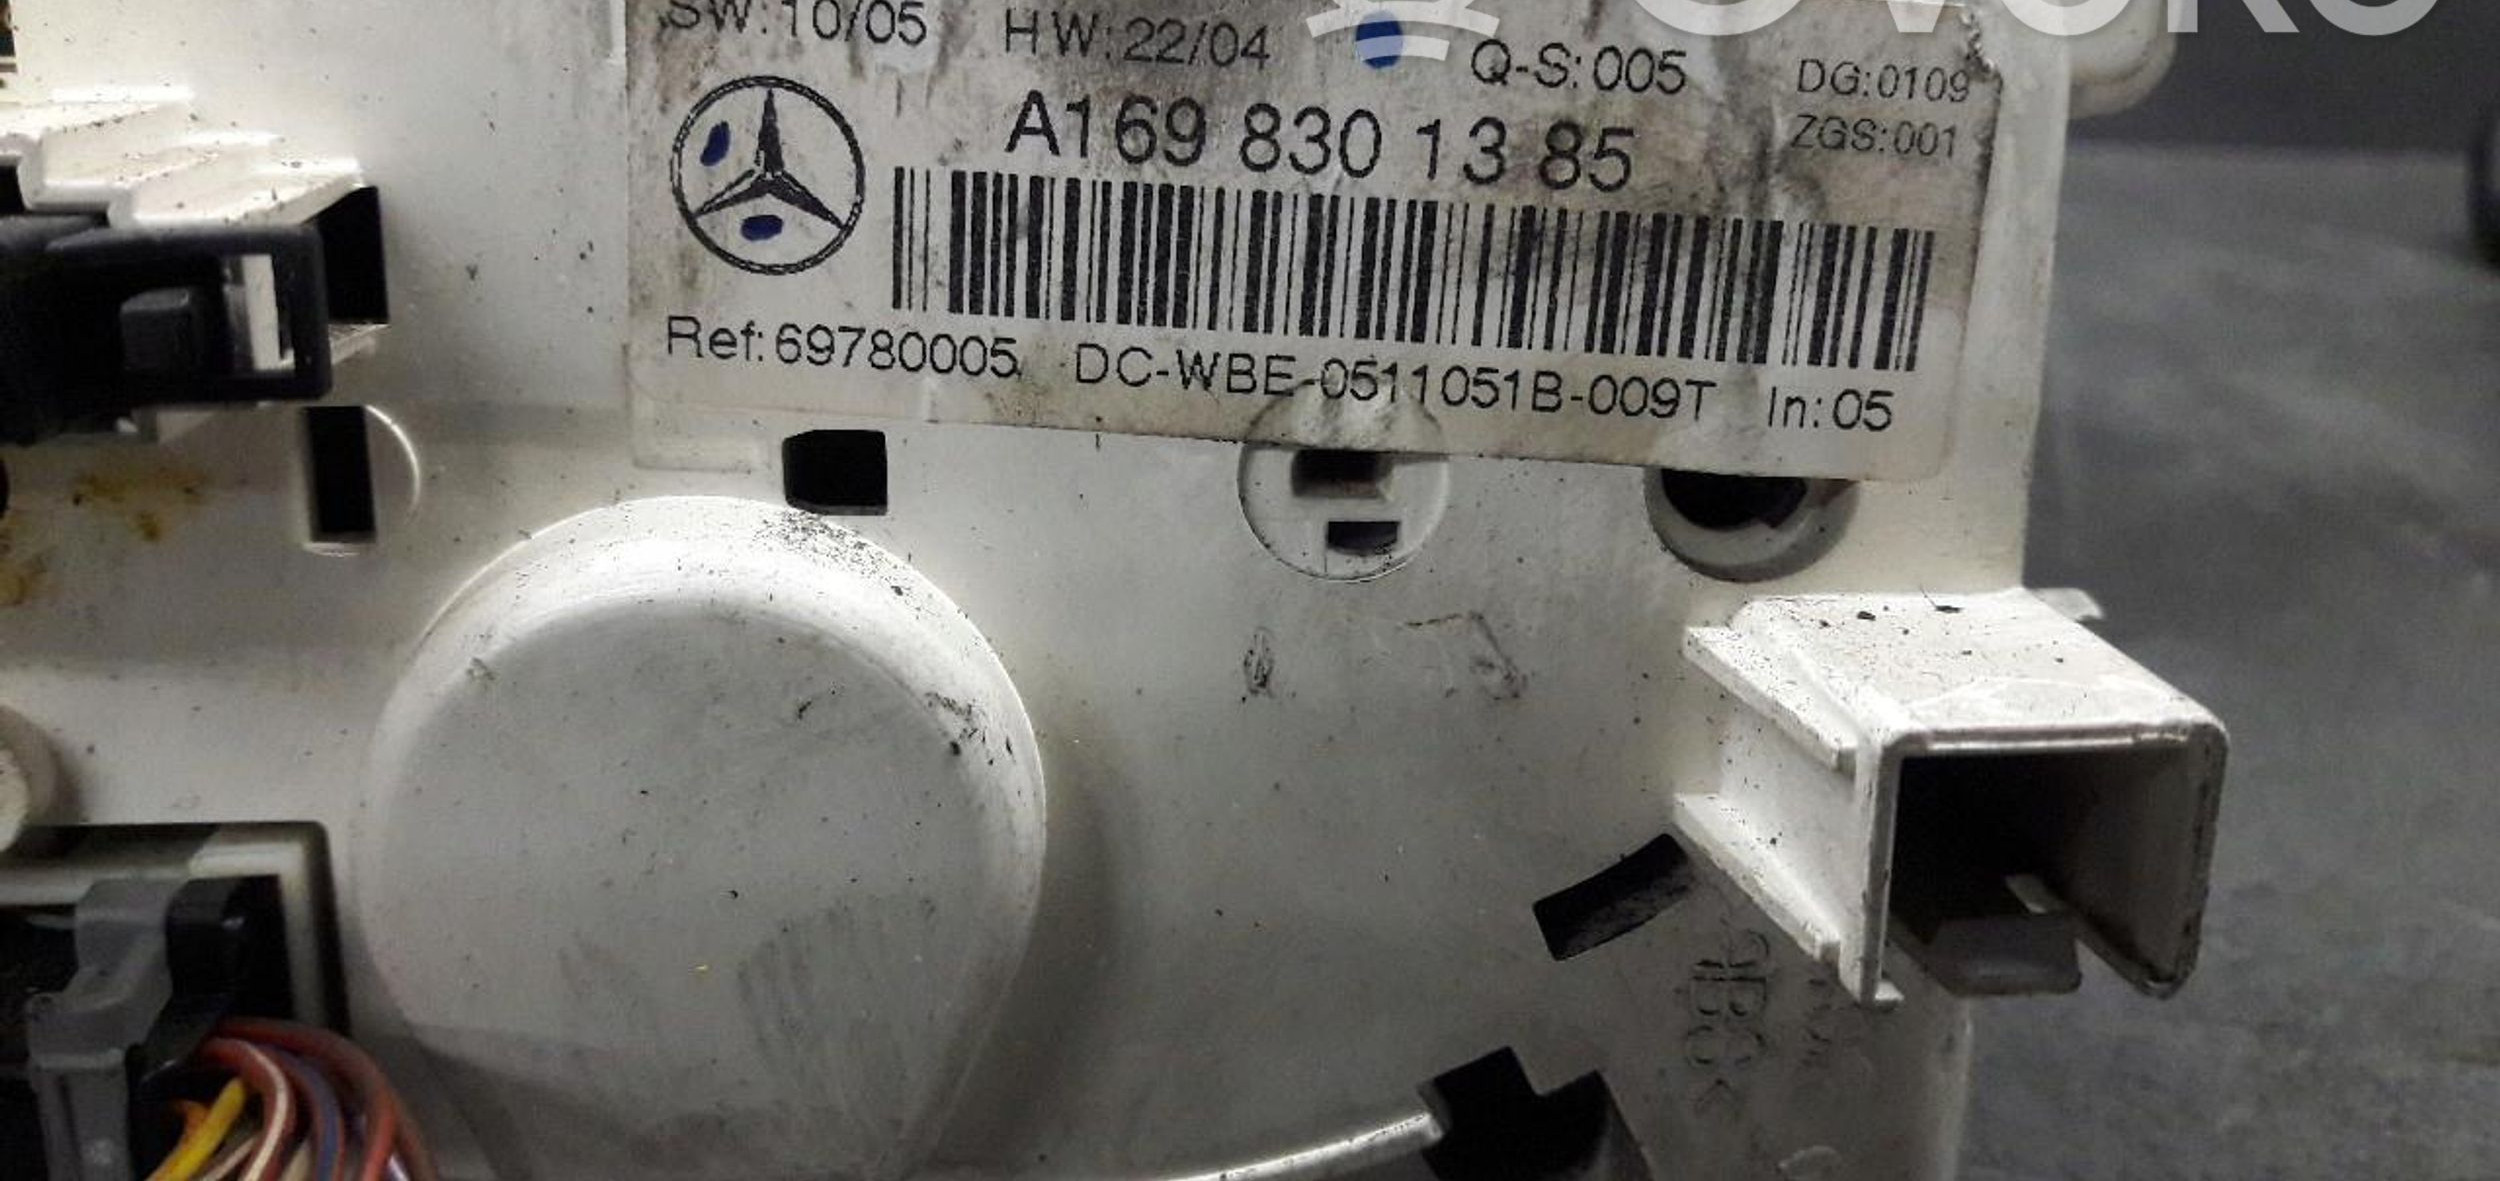 SW:10/05 HW:22/04 Q-S:005 DG:0109
A169 830 13 85 ZGS:001
Ref:69780005 DC-WBE-0511051B-009T In:05